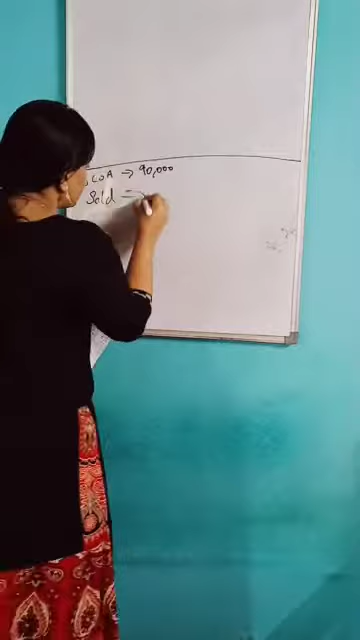 COA → 90,000
Sold →